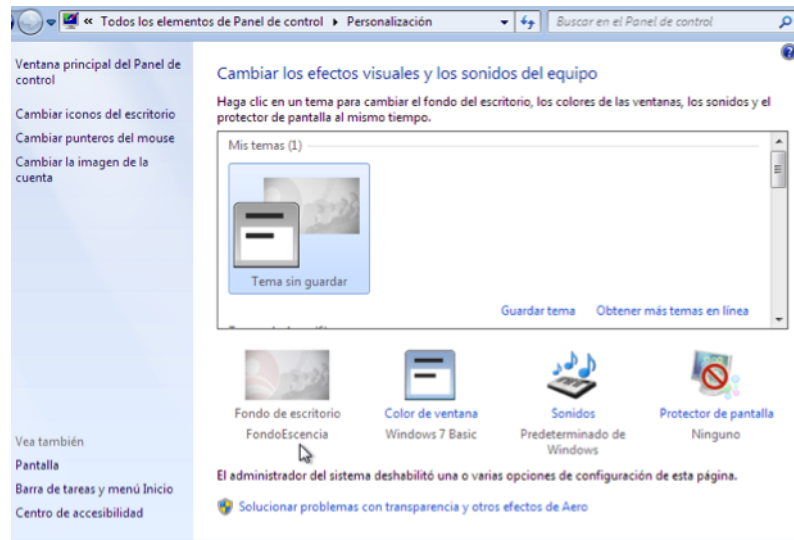 « Todos los elementos de Panel de control ▸ Personalización
Buscar en el Panel de control
Ventana principal del Panel de
control
Cambiar iconos del escritorio
Cambiar punteros del mouse
Cambiar la imagen de la
cuenta
Cambiar los efectos visuales y los sonidos del equipo
Haga clic en un tema para cambiar el fondo del escritorio, los colores de las ventanas, los sonidos y el
protector de pantalla al mismo tiempo.
Mis temas (1)
Tema sin guardar
Guardar tema Obtener más temas en línea
Fondo de escritorio
FondoEscencia
Color de ventana
Windows 7 Basic
Sonidos
Predeterminado de
Windows
Protector de pantalla
Ninguno
El administrador del sistema deshabilitó una o varias opciones de configuración de esta página.
Solucionar problemas con transparencia y otros efectos de Aero
Vea también
Pantalla
Barra de tareas y menú Inicio
Centro de accesibilidad